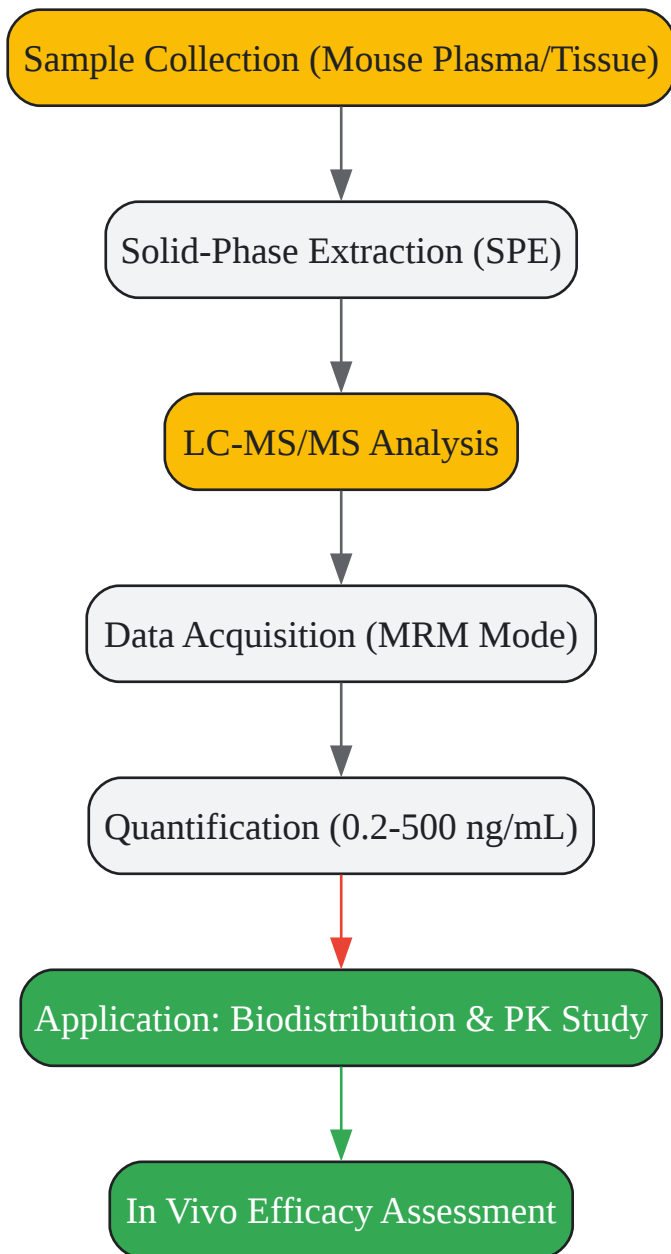 Sample Collection (Mouse Plasma/Tissue)
Solid-Phase Extraction (SPE)
LC-MS/MS Analysis
Data Acquisition (MRM Mode)
Quantification (0.2-500 ng/mL)
Application: Biodistribution & PK Study
In Vivo Efficacy Assessment